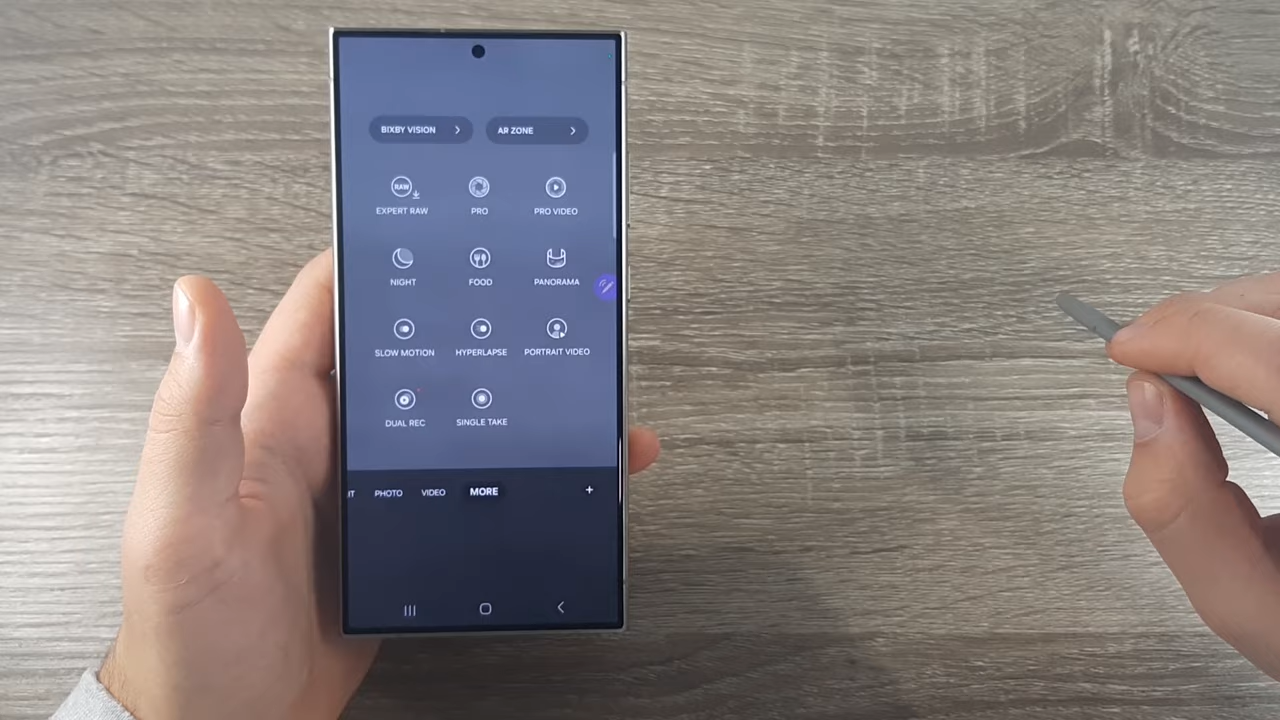 BIXBY VISION AR ZONE
RAW
EXPERT RAW PRO PRO VIDEO
NIGHT FOOD PANORAMA
SLOW MOTION HYPERLAPSE PORTRAIT VIDEO
DUAL REC SINGLE TAKE
IT PHOTO VIDEO MORE +